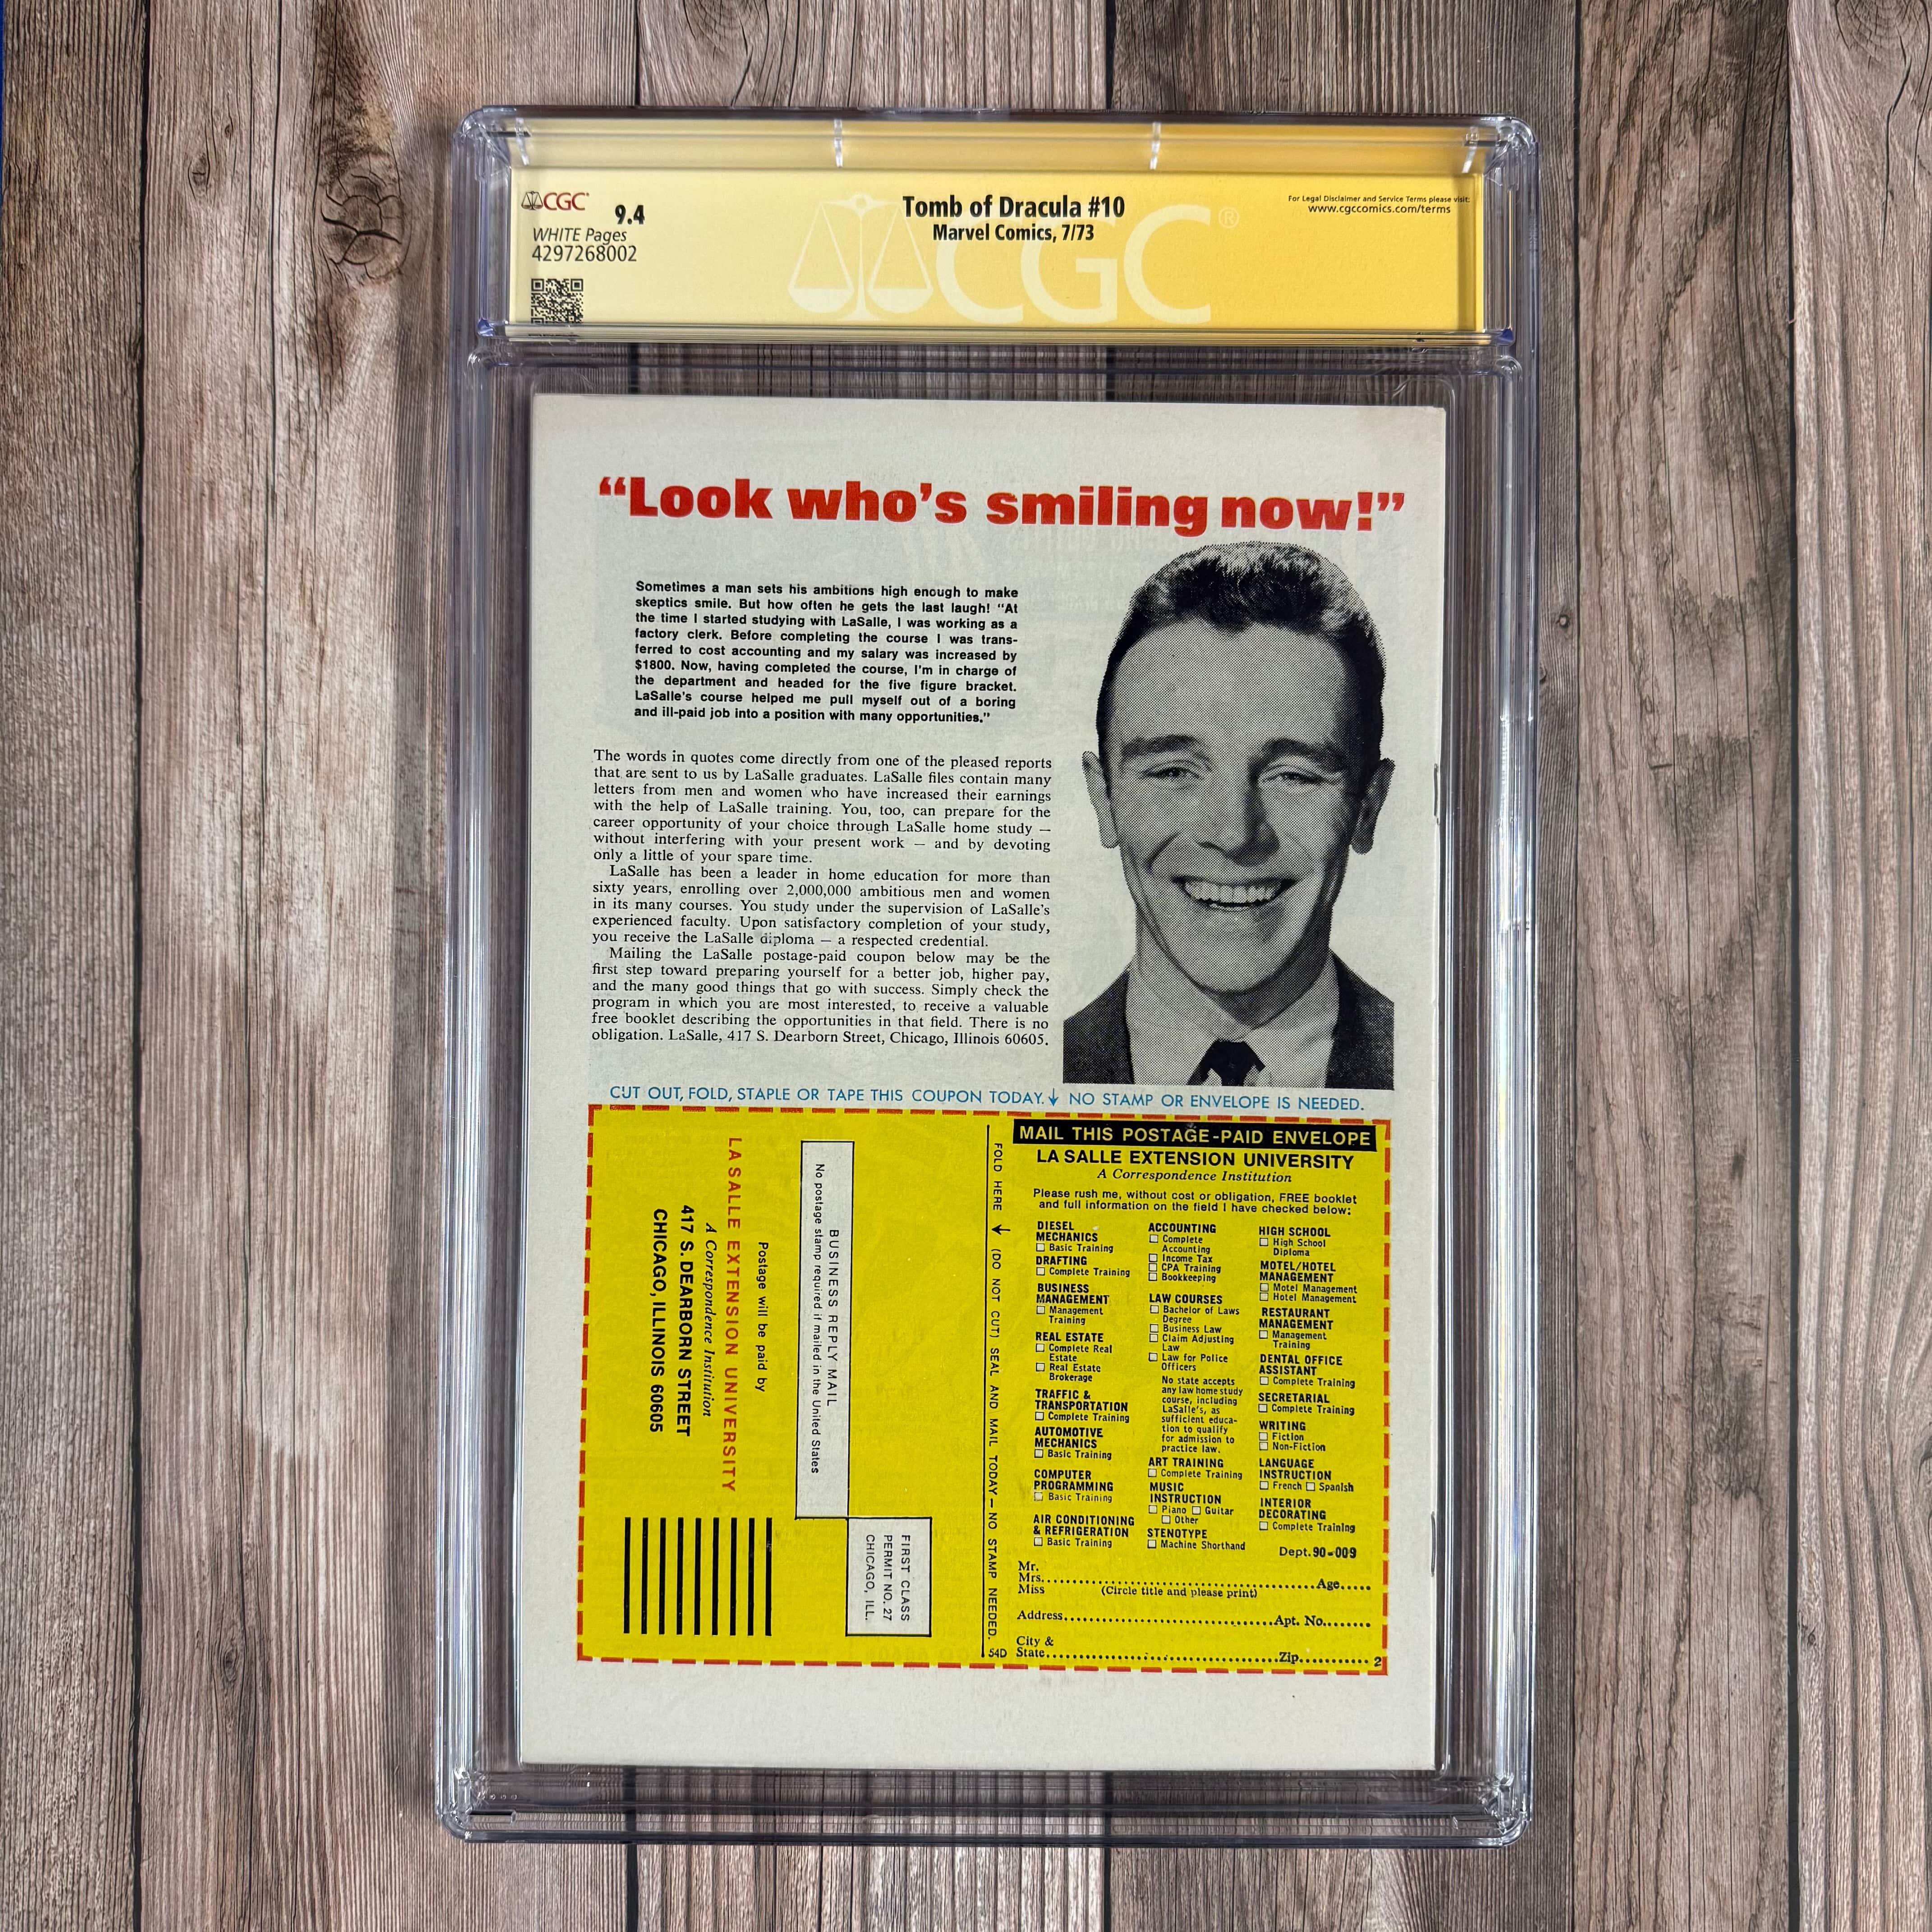 CGC
9.4
WHITE Pages
4297268002
Tomb of Dracula #10
Marvel Comics, 7/73
For Legal Disclaimer and Service Terms please visit:
www.cgccomics.com/terms
CGC®
“Look who’s smiling now!”
Sometimes a man sets his ambitions high enough to make
skeptics smile. But how often he gets the last laugh! “At
the time I started studying with LaSalle, I was working as a
factory clerk. Before completing the course I was trans-
ferred to cost accounting and my salary was increased by
$1800. Now, having completed the course, I’m in charge of
the department and headed for the five figure bracket.
LaSalle’s course helped me pull myself out of a boring
and ill-paid job into a position with many opportunities.”
The words in quotes come directly from one of the pleased reports
that are sent to us by LaSalle graduates. LaSalle files contain many
letters from men and women who have increased their earnings
with the help of LaSalle training. You, too, can prepare for the
career opportunity of your choice through LaSalle home study —
without interfering with your present work — and by devoting
only a little of your spare time.
LaSalle has been a leader in home education for more than
sixty years, enrolling over 2,000,000 ambitious men and women
in its many courses. You study under the supervision of LaSalle’s
experienced faculty. Upon satisfactory completion of your study,
you receive the LaSalle diploma — a respected credential.
Mailing the LaSalle postage-paid coupon below may be the
first step toward preparing yourself for a better job, higher pay,
and the many good things that go with success. Simply check the
program in which you are most interested, to receive a valuable
free booklet describing the opportunities in that field. There is no
obligation. LaSalle, 417 S. Dearborn Street, Chicago, Illinois 60605.
CUT OUT, FOLD, STAPLE OR TAPE THIS COUPON TODAY. NO STAMP OR ENVELOPE IS NEEDED.
FIRST CLASS
PERMIT NO. 27
CHICAGO, ILL.
BUSINESS REPLY MAIL
No postage stamp required if mailed in the United States
Postage will be paid by
LA SALLE EXTENSION UNIVERSITY
A Correspondence Institution
417 S. DEARBORN STREET
CHICAGO, ILLINOIS 60605
FOLD HERE (DO NOT CUT) SEAL AND MAIL TODAY — NO STAMP NEEDED.
54D
MAIL THIS POSTAGE-PAID ENVELOPE
LA SALLE EXTENSION UNIVERSITY
A Correspondence Institution
Please rush me, without cost or obligation, FREE booklet
and full information on the field I have checked below:
DIESEL
MECHANICS
Basic Training
DRAFTING
Complete Training
BUSINESS
MANAGEMENT
Management
Training
REAL ESTATE
Complete Real
Estate
Real Estate
Brokerage
TRAFFIC &
TRANSPORTATION
Complete Training
AUTOMOTIVE
MECHANICS
Basic Training
COMPUTER
PROGRAMMING
Basic Training
AIR CONDITIONING
& REFRIGERATION
Basic Training
ACCOUNTING
Complete
Accounting
Income Tax
CPA Training
Bookkeeping
LAW COURSES
Bachelor of Laws
Degree
Business Law
Claim Adjusting
Law
Law for Police
Officers
No state accepts
any law home study
course, including
LaSalle’s, as
sufficient educa-
tion to qualify
for admission to
practice law.
ART TRAINING
Complete Training
MUSIC
INSTRUCTION
Piano Guitar
Other
STENOTYPE
Machine Shorthand
HIGH SCHOOL
High School
Diploma
MOTEL/HOTEL
MANAGEMENT
Motel Management
Hotel Management
RESTAURANT
MANAGEMENT
Management
Training
DENTAL OFFICE
ASSISTANT
Complete Training
SECRETARIAL
Complete Training
WRITING
Fiction
Non-Fiction
LANGUAGE
INSTRUCTION
French Spanish
INTERIOR
DECORATING
Complete Training
Dept. 90-009
Mr.
Mrs. Age
Miss (Circle title and please print)
Address Apt. No.
City &
State Zip 2